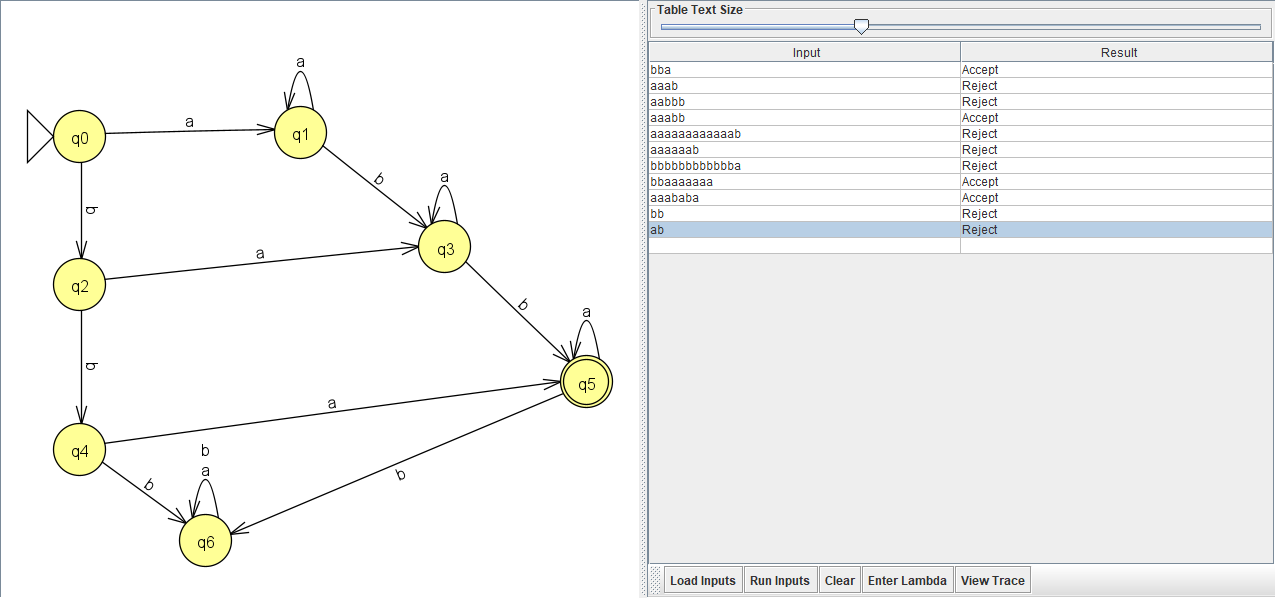 a
q0
a
q1
b
b
a
q3
q2
a
b
a
q5
b
a
q4
b
b
a
b
q6
Table Text Size
Input Result
bba Accept
aaab Reject
aabbb Reject
aaabb Accept
aaaaaaaaaaaab Reject
aaaaaab Reject
bbbbbbbbbbbba Reject
bbaaaaaaa Accept
aaababa Accept
bb Reject
ab Reject
Load Inputs Run Inputs Clear Enter Lambda View Trace